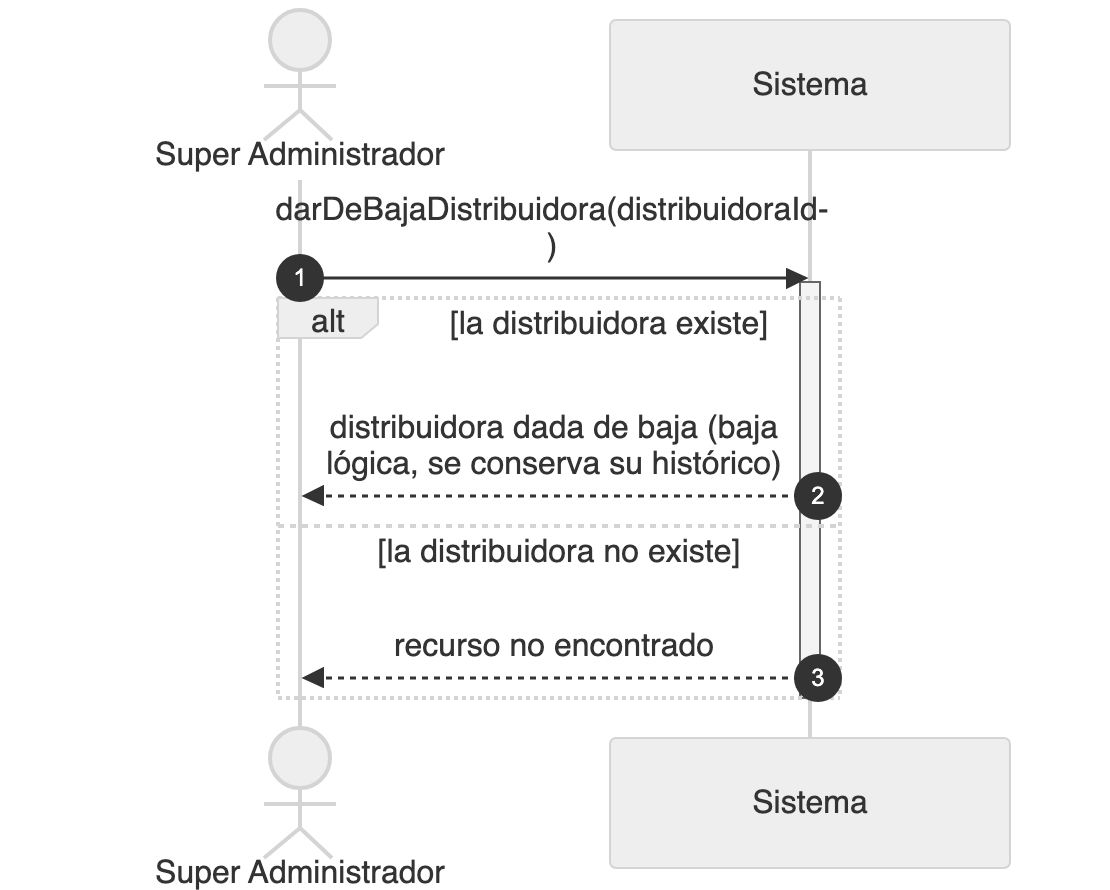 Super Administrador
Sistema
darDeBajaDistribuidora(distribuidoraId-
)
1
alt
[la distribuidora existe]
distribuidora dada de baja (baja
lógica, se conserva su histórico)
2
[la distribuidora no existe]
recurso no encontrado
3
Sistema
Super Administrador